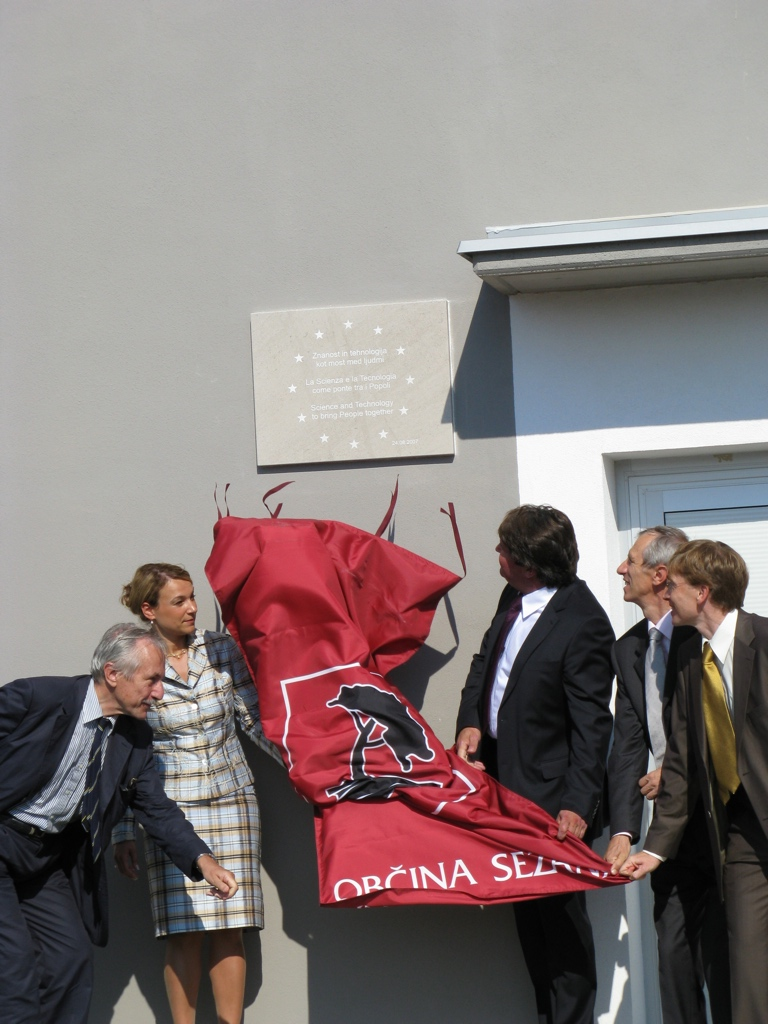 Znanost in tehnologija
kot most med ljudmi
La Scienza e la Tecnologia
come ponte tra i Popoli
Science and Technology
to bring People together
OBČINA